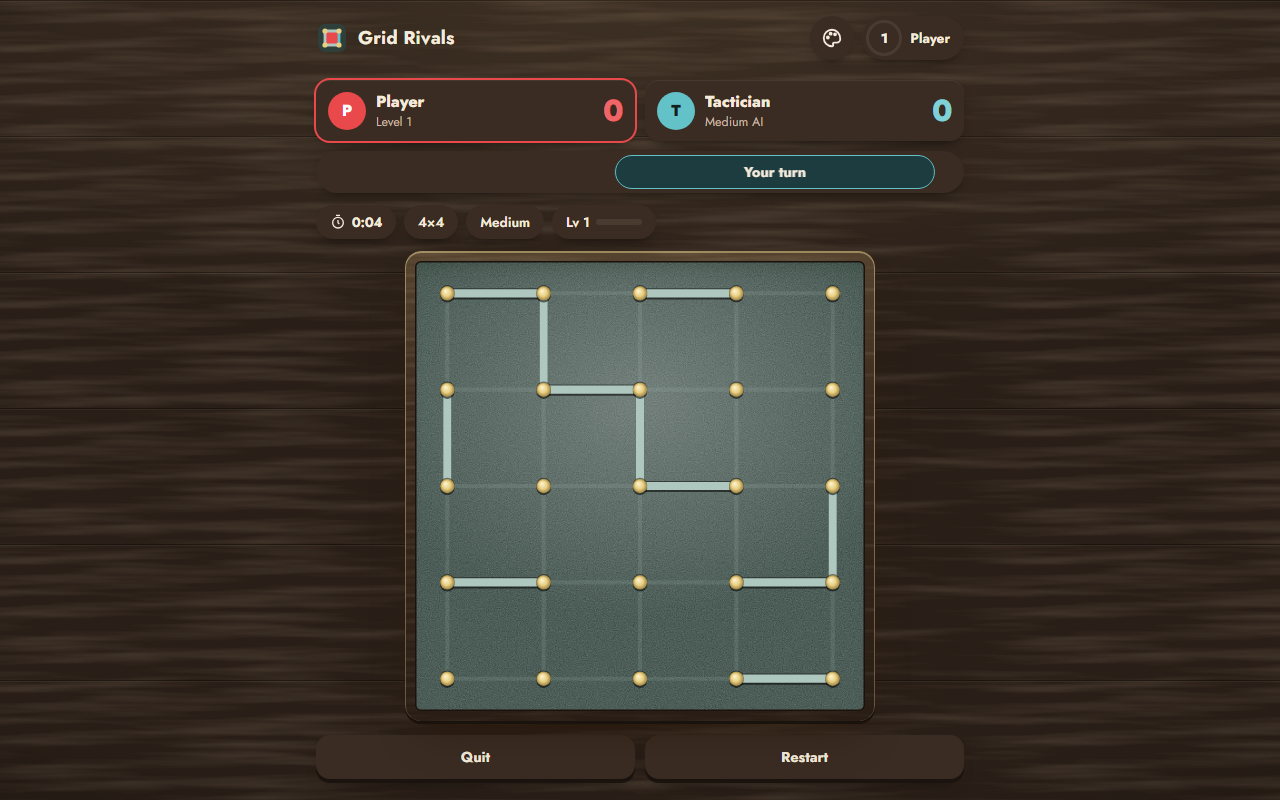 Grid Rivals
1 Player
P Player 0
Level 1
T Tactician 0
Medium AI
Your turn
0:04 4×4 Medium Lv 1
Quit Restart